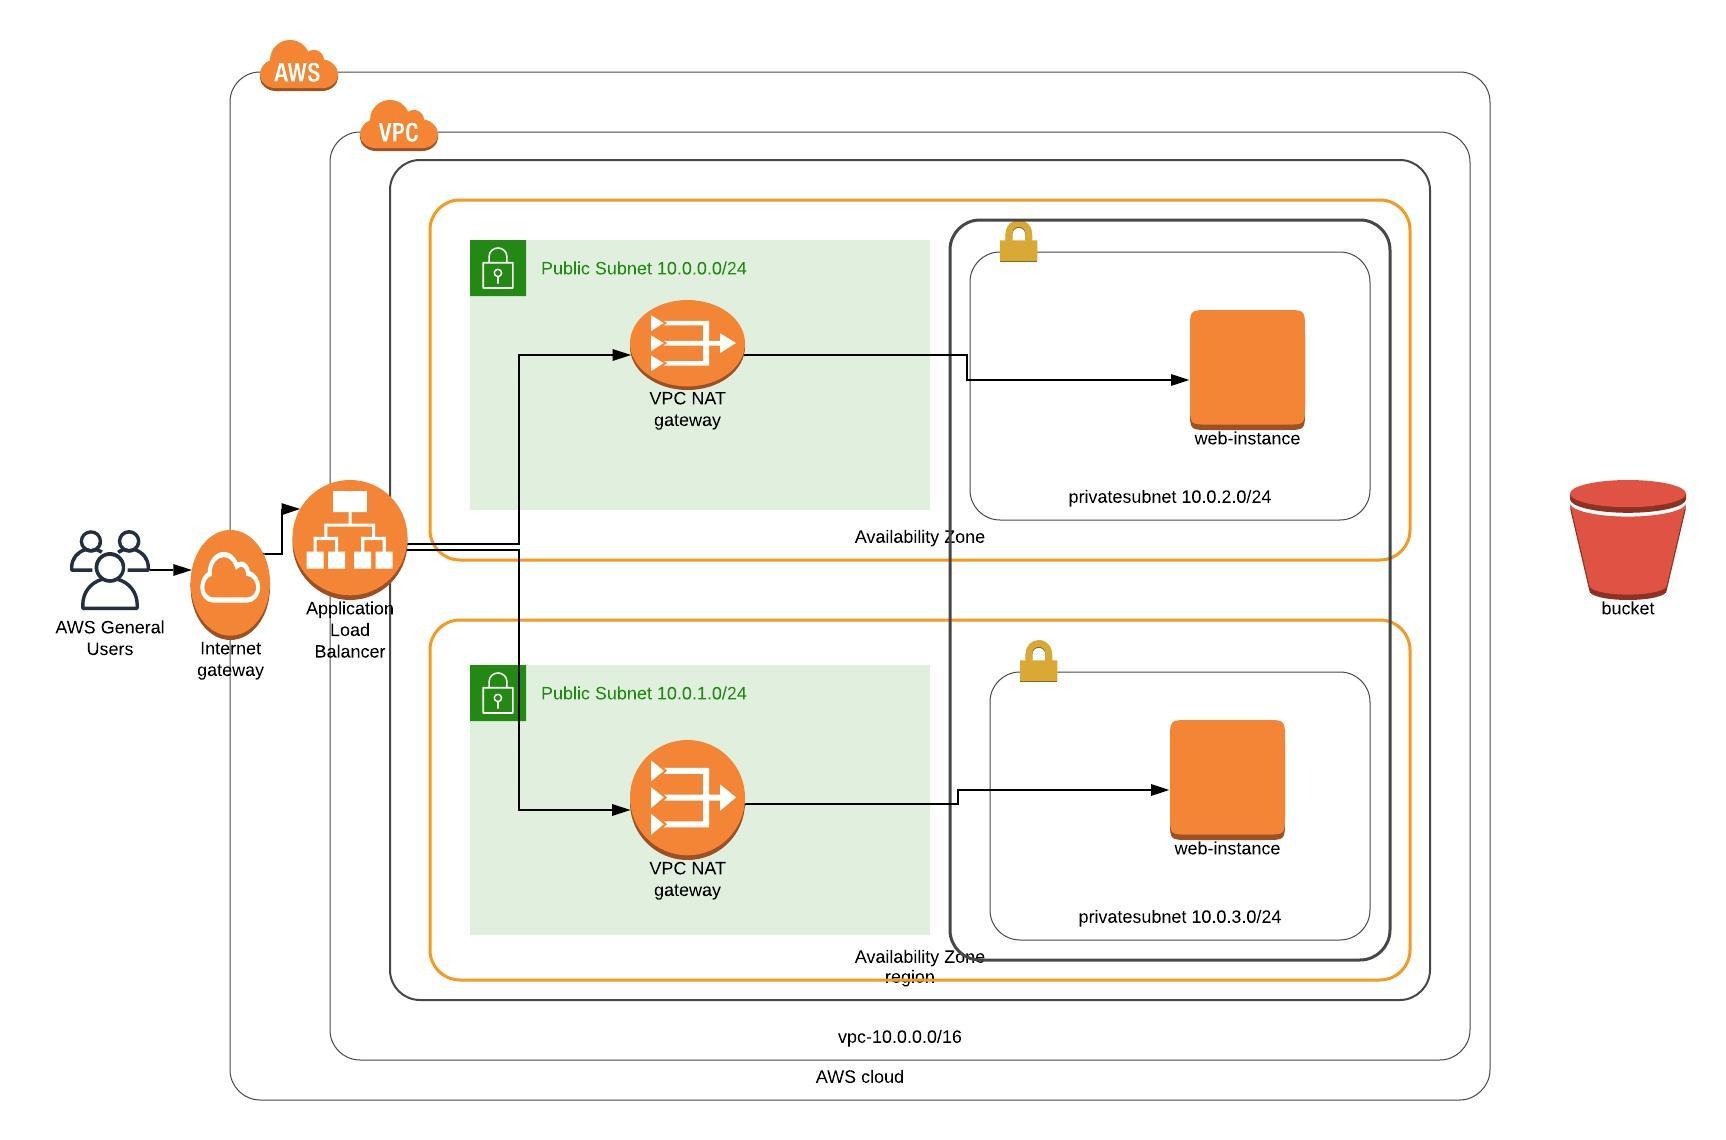 AWS
VPC
Public Subnet 10.0.0.0/24
VPC NAT
gateway
web-instance
privatesubnet 10.0.2.0/24
Availability Zone
AWS General
Users
Internet
gateway
Application
Load
Balancer
bucket
Public Subnet 10.0.1.0/24
VPC NAT
gateway
web-instance
privatesubnet 10.0.3.0/24
Availability Zone
region
vpc-10.0.0.0/16
AWS cloud